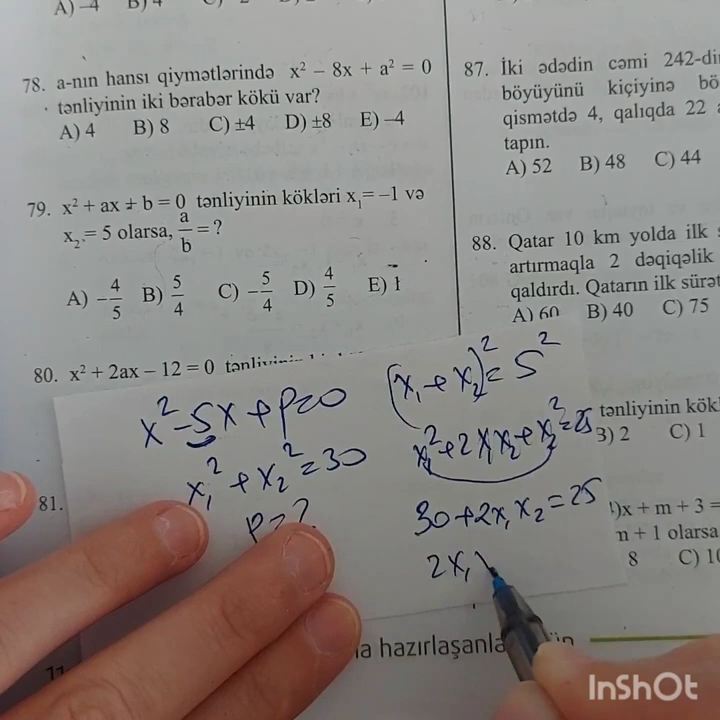 A) –4 B) 4
78. a-nın hansı qiymətlərində x² – 8x + a² = 0
tənliyinin iki bərabər kökü var?
A) 4 B) 8 C) ±4 D) ±8 E) –4
79. x² + ax + b = 0 tənliyinin kökləri x₁ = –1 və
x₂ = 5 olarsa, a/b = ?
A) –4/5 B) 5/4 C) –5/4 D) 4/5 E) 1
80. x² + 2ax – 12 = 0
81.
87. İki ədədin cəmi 242-di
böyüyünü kiçiyinə bö
qismətdə 4, qalıqda 22
tapın.
A) 52 B) 48 C) 44
88. Qatar 10 km yolda ilk
artırmaqla 2 dəqiqəlik
qaldırdı. Qatarın ilk sürət
A) 60 B) 40 C) 75
tənliyinin kök
B) 2 C) 1
)x + m + 3 =
m + 1 olarsa
8 C)
x² – 5x + p = 0
x₁² + x₂² = 30
p = ?
(x₁ + x₂)² = 5²
x₁² + 2x₁x₂ + x₂² = 25
30 + 2x₁x₂ = 25
2x₁
a hazırlaşanla
InShOt